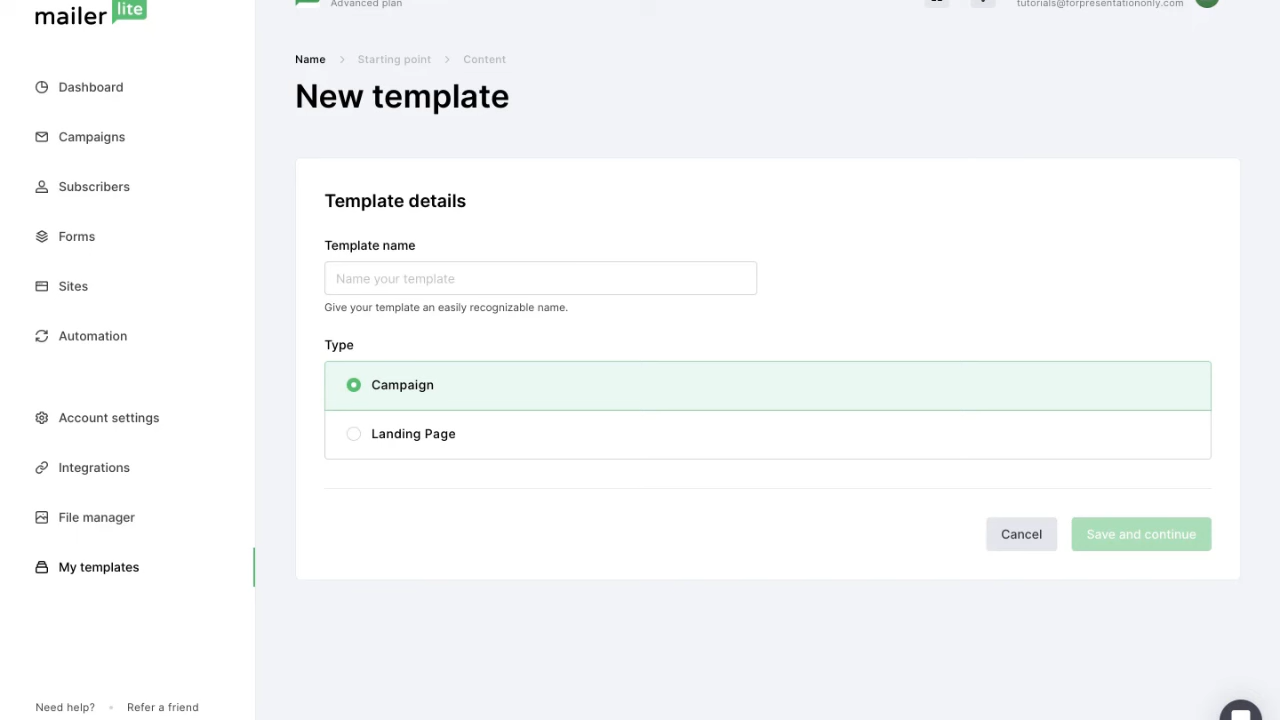 mailer lite
Advanced plan
tutorials@forpresentationonly.com
Dashboard
Campaigns
Subscribers
Forms
Sites
Automation
Account settings
Integrations
File manager
My templates
Need help? • Refer a friend
Name > Starting point > Content
New template
Template details
Template name
Name your template
Give your template an easily recognizable name.
Type
Campaign
Landing Page
Cancel
Save and continue